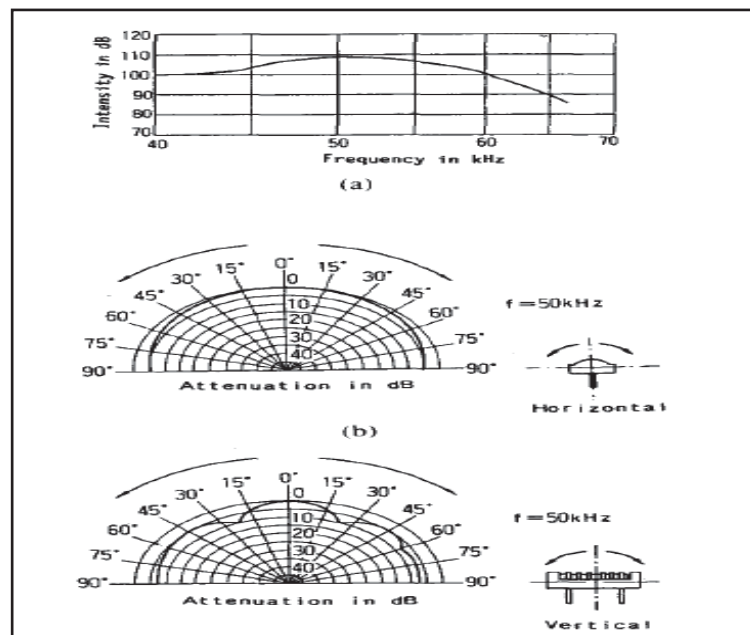 Intensity in dB
120
110
100
90
80
70
40 50 60 70
Frequency in kHz
(a)
0°
15° 15°
30° 30°
45° 45°
60° 60°
75° 75°
90° 90°
0
10
20
30
40
Attenuation in dB
f=50kHz
Horizontal
(b)
0°
15° 15°
30° 30°
45° 45°
60° 60°
75° 75°
90° 90°
0
10
20
30
40
Attenuation in dB
f=50kHz
Vertical